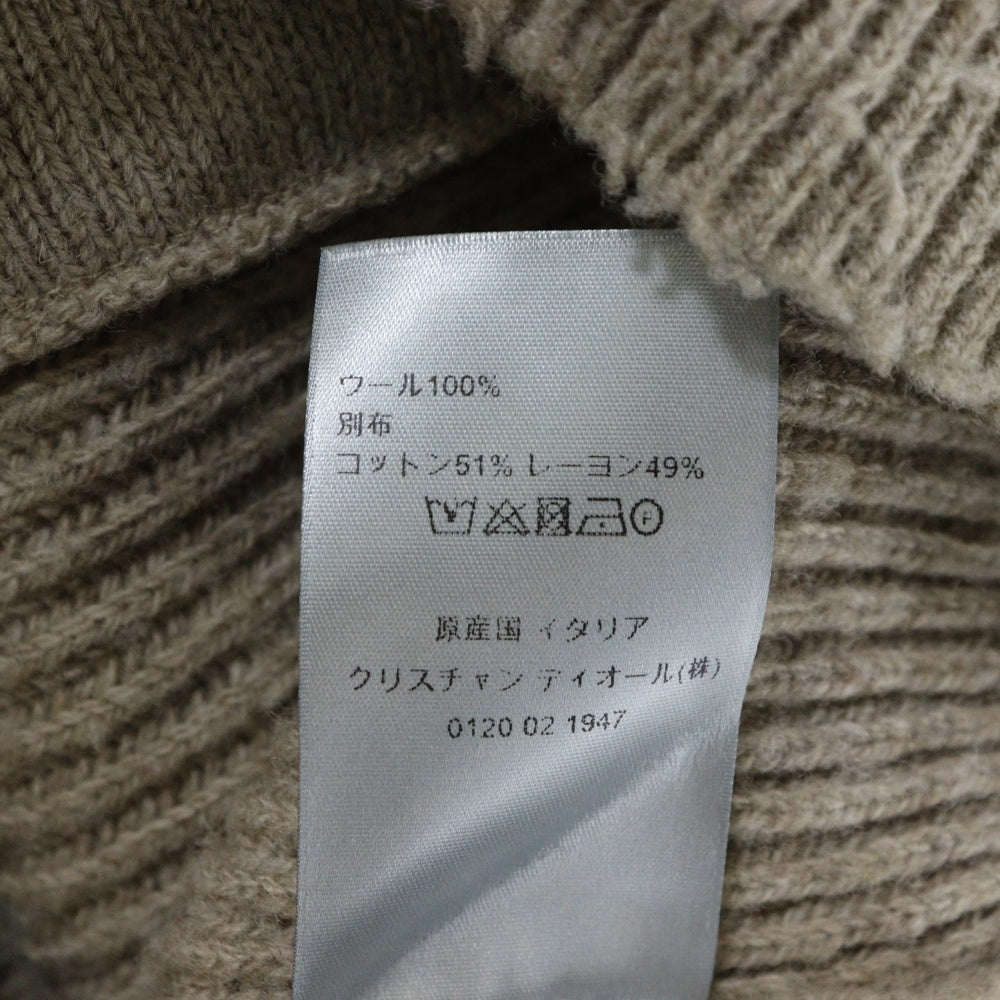 ウール100%
別布
コットン51% レーヨン49%
F
原産国 イタリア
クリスチャン ディオール(株)
0120 02 1947